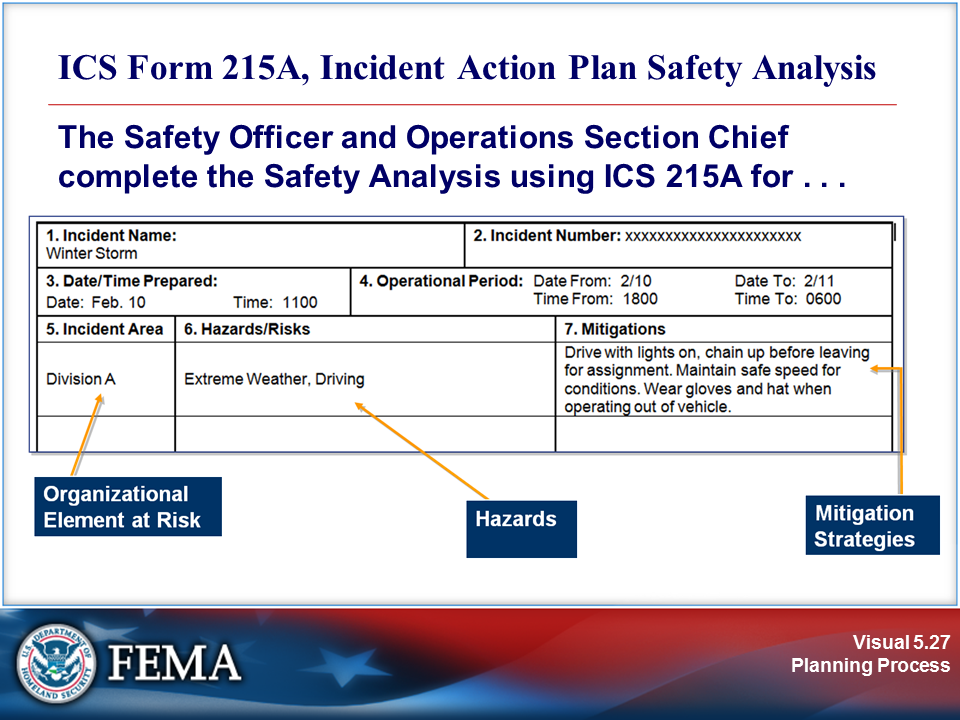 ICS Form 215A, Incident Action Plan Safety Analysis
The Safety Officer and Operations Section Chief
complete the Safety Analysis using ICS 215A for . . .
1. Incident Name:
Winter Storm
2. Incident Number: xxxxxxxxxxxxxxxxxxxxxx
3. Date/Time Prepared:
Date: Feb. 10 Time: 1100
4. Operational Period: Date From: 2/10 Date To: 2/11
Time From: 1800 Time To: 0600
5. Incident Area
6. Hazards/Risks
7. Mitigations
Division A
Extreme Weather, Driving
Drive with lights on, chain up before leaving
for assignment. Maintain safe speed for
conditions. Wear gloves and hat when
operating out of vehicle.
Organizational
Element at Risk
Hazards
Mitigation
Strategies
U.S. DEPARTMENT OF
HOMELAND SECURITY
FEMA
Visual 5.27
Planning Process